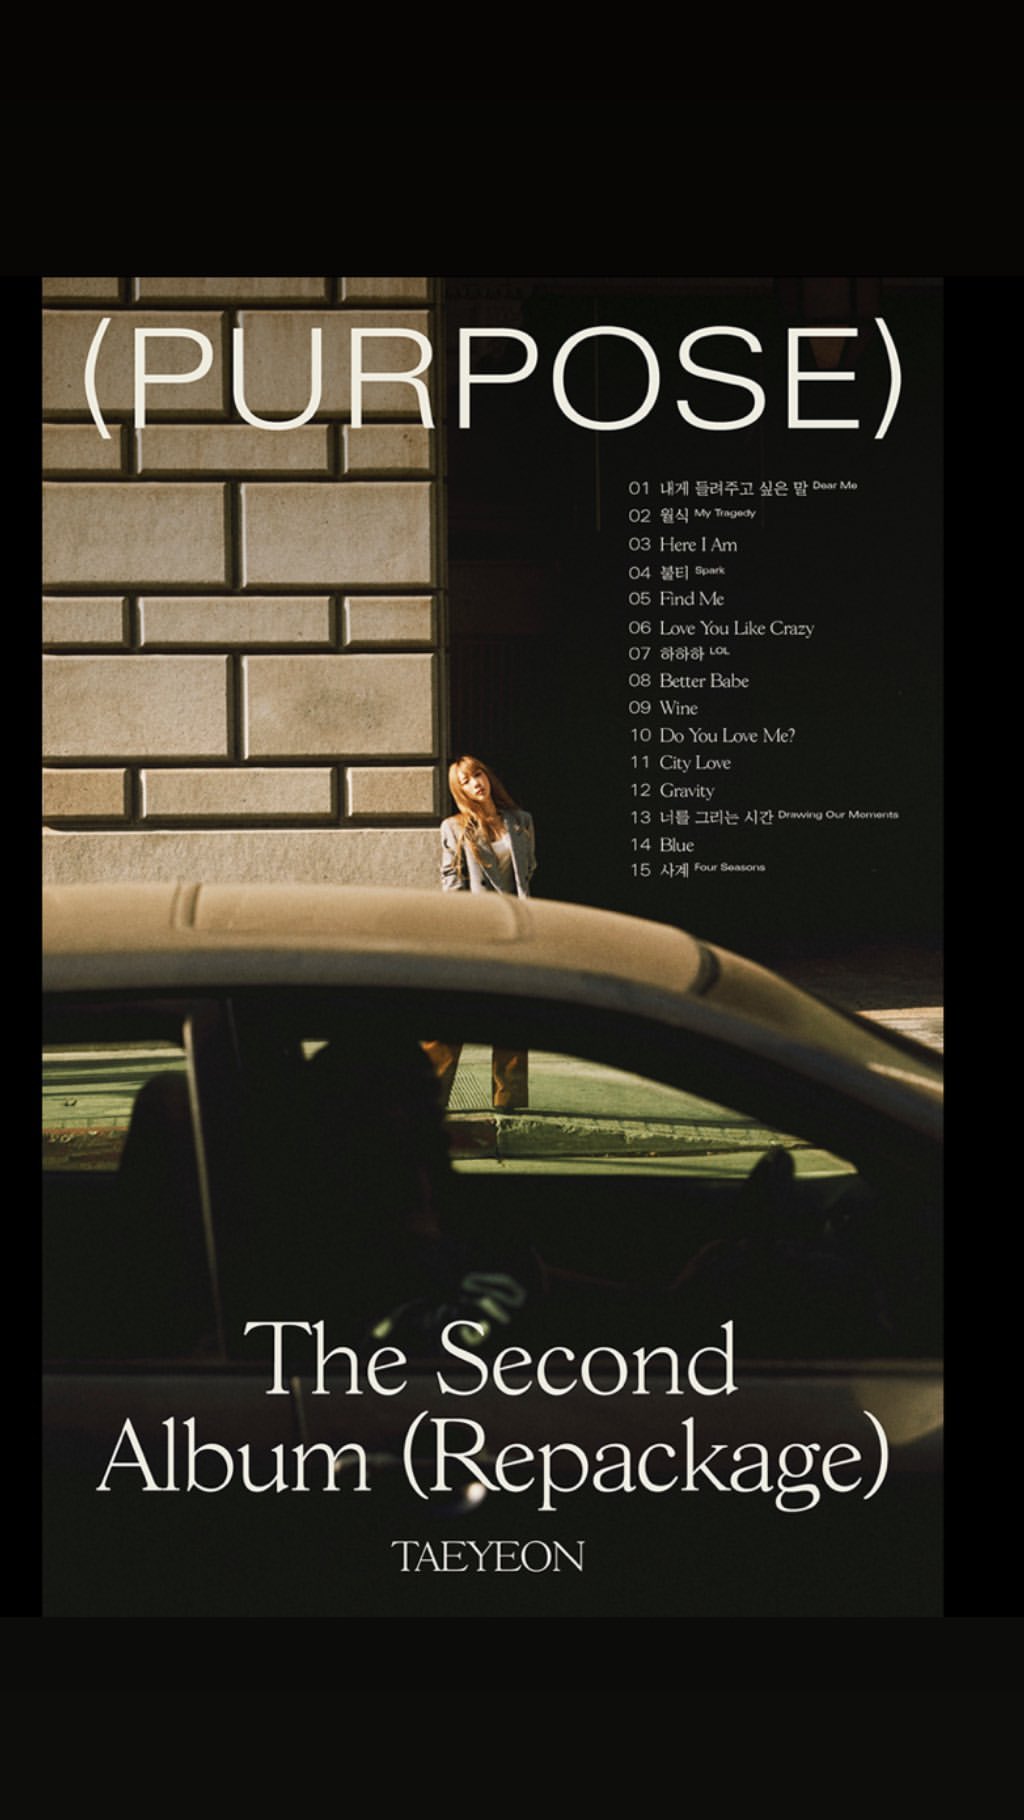 (PURPOSE)
01 내게 들려주고 싶은 말 Dear Me
02 월식 My Tragedy
03 Here I Am
04 불티 Spark
05 Find Me
06 Love You Like Crazy
07 하하하 LOL
08 Better Babe
09 Wine
10 Do You Love Me?
11 City Love
12 Gravity
13 너를 그리는 시간 Drawing Our Moments
14 Blue
15 사계 Four Seasons
The Second
Album (Repackage)
TAEYEON